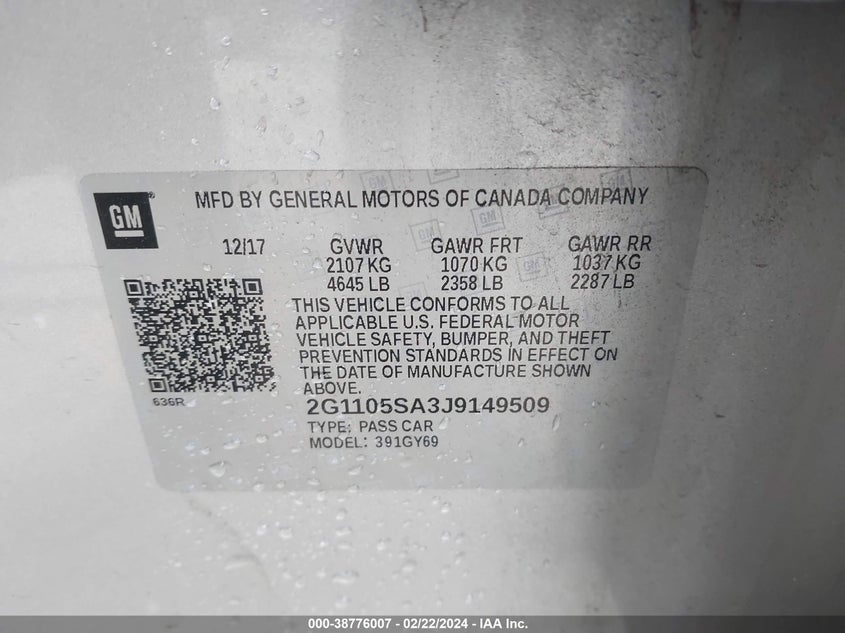 GM®
MFD BY GENERAL MOTORS OF CANADA COMPANY
12/17 GVWR GAWR FRT GAWR RR
2107 KG 1070 KG 1037 KG
4645 LB 2358 LB 2287 LB
THIS VEHICLE CONFORMS TO ALL
APPLICABLE U.S. FEDERAL MOTOR
VEHICLE SAFETY, BUMPER, AND THEFT
PREVENTION STANDARDS IN EFFECT ON
THE DATE OF MANUFACTURE SHOWN
ABOVE.
636R
2G1105SA3J9149509
TYPE: PASS CAR
MODEL: 391GY69
000-38776007 - 02/22/2024 - IAA Inc.